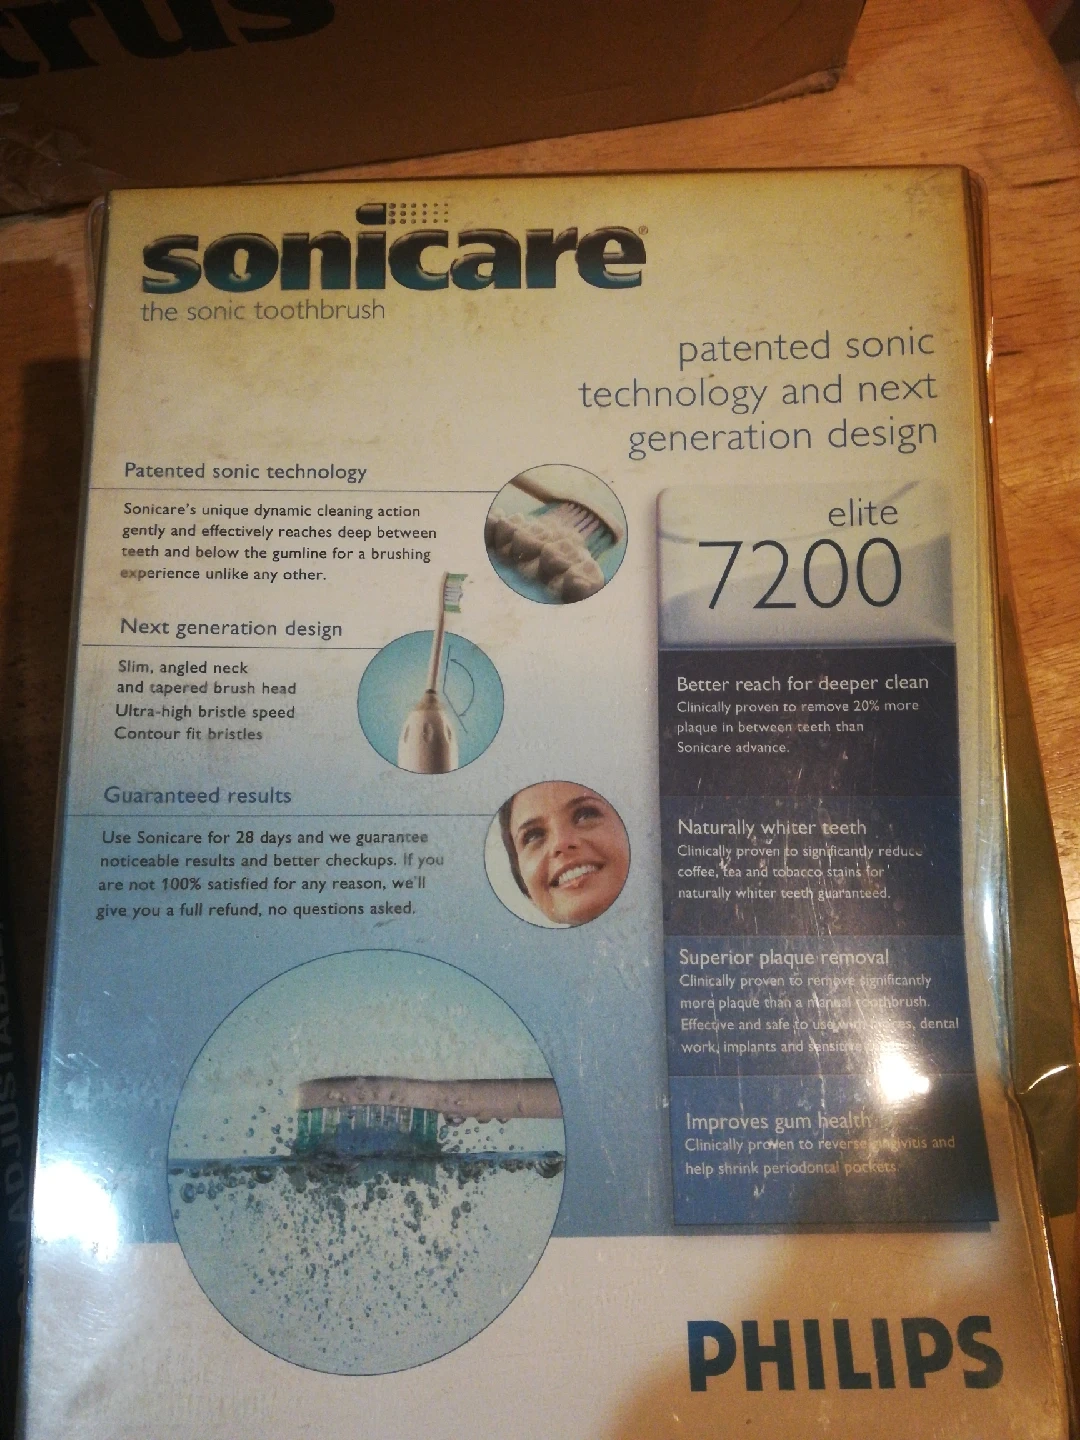 trus
sonicare®
the sonic toothbrush
patented sonic
technology and next
generation design
Patented sonic technology
Sonicare's unique dynamic cleaning action
gently and effectively reaches deep between
teeth and below the gumline for a brushing
experience unlike any other.
Next generation design
Slim, angled neck
and tapered brush head
Ultra-high bristle speed
Contour fit bristles
Guaranteed results
Use Sonicare for 28 days and we guarantee
noticeable results and better checkups. If you
are not 100% satisfied for any reason, we'll
give you a full refund, no questions asked.
elite
7200
Better reach for deeper clean
Clinically proven to remove 20% more
plaque in between teeth than
Sonicare advance.
Naturally whiter teeth
Clinically proven to significantly reduce
coffee, tea and tobacco stains for
naturally whiter teeth guaranteed.
Superior plaque removal
Clinically proven to remove significantly
more plaque than a manual toothbrush.
Effective and safe to use with dental
work, implants and
Improves gum health
Clinically proven to reverse gingivitis and
help shrink periodontal pockets.
PHILIPS
ADJUSTABLE